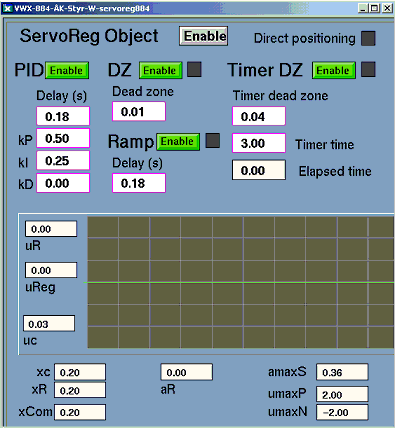 VWX-884-ÄK-Styr-W-servoreg884
ServoReg Object Enable Direct positioning
PID Enable DZ Enable Timer DZ Enable
Delay (s) Dead zone Timer dead zone
0.18 0.01 0.04
kP 0.50 Ramp Enable 3.00 Timer time
kI 0.25 Delay (s) 0.00 Elapsed time
kD 0.00 0.18
0.00
uR
0.00
uReg
0.03
uc
xc 0.20 0.00 amaxS 0.36
xR 0.20 aR umaxP 2.00
xCom 0.20 umaxN -2.00